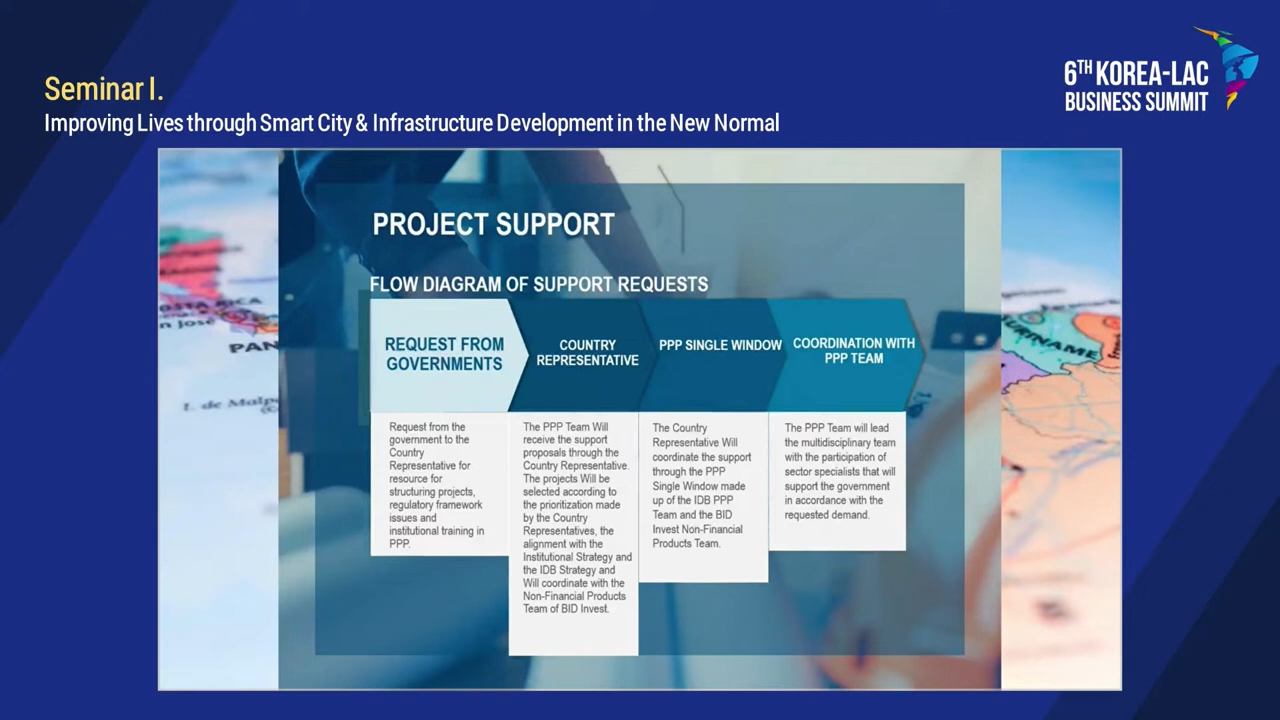 Seminar I.
Improving Lives through Smart City & Infrastructure Development in the New Normal
6TH KOREA-LAC
BUSINESS SUMMIT
PROJECT SUPPORT
FLOW DIAGRAM OF SUPPORT REQUESTS
REQUEST FROM
GOVERNMENTS
COUNTRY
REPRESENTATIVE
PPP SINGLE WINDOW
COORDINATION WITH
PPP TEAM
Request from the
government to the
Country
Representative for
resource for
structuring projects,
regulatory framework
issues and
institutional training in
PPP.
The PPP Team Will
receive the support
proposals through the
Country Representative.
The projects Will be
selected according to
the prioritization made
by the Country
Representatives, the
alignment with the
Institutional Strategy and
the IDB Strategy and
Will coordinate with the
Non-Financial Products
Team of BID Invest.
The Country
Representative Will
coordinate the support
through the PPP
Single Window made
up of the IDB PPP
Team and the BID
Invest Non-Financial
Products Team.
The PPP Team will lead
the multidisciplinary team
with the participation of
sector specialists that will
support the government
in accordance with the
requested demand.
COSTA RICA
n José
PAN
I. de Malpe
URINAME